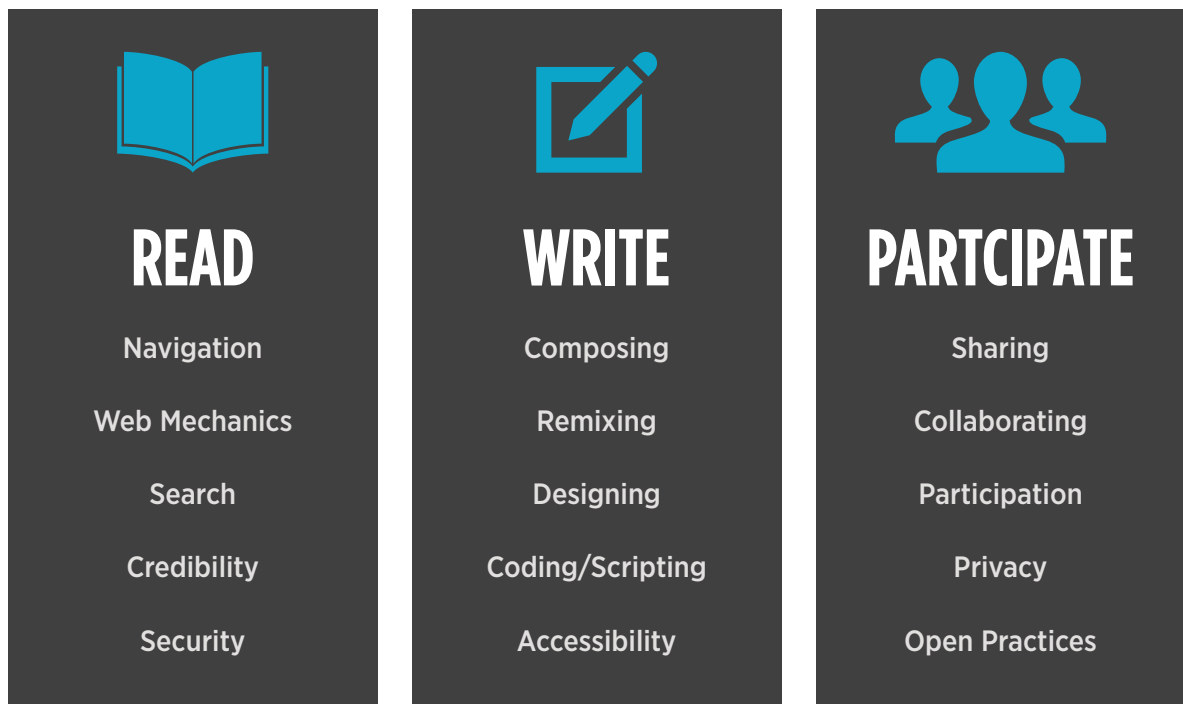 READ
Navigation
Web Mechanics
Search
Credibility
Security
WRITE
Composing
Remixing
Designing
Coding/Scripting
Accessibility
PARTCIPATE
Sharing
Collaborating
Participation
Privacy
Open Practices